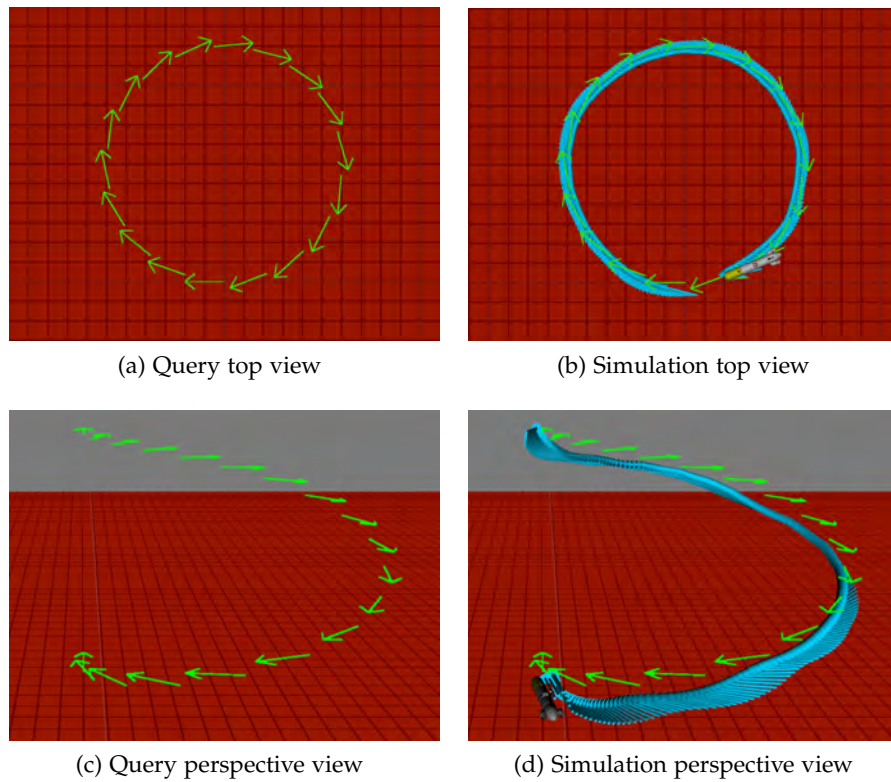 (a) Query top view
(b) Simulation top view
(c) Query perspective view
(d) Simulation perspective view